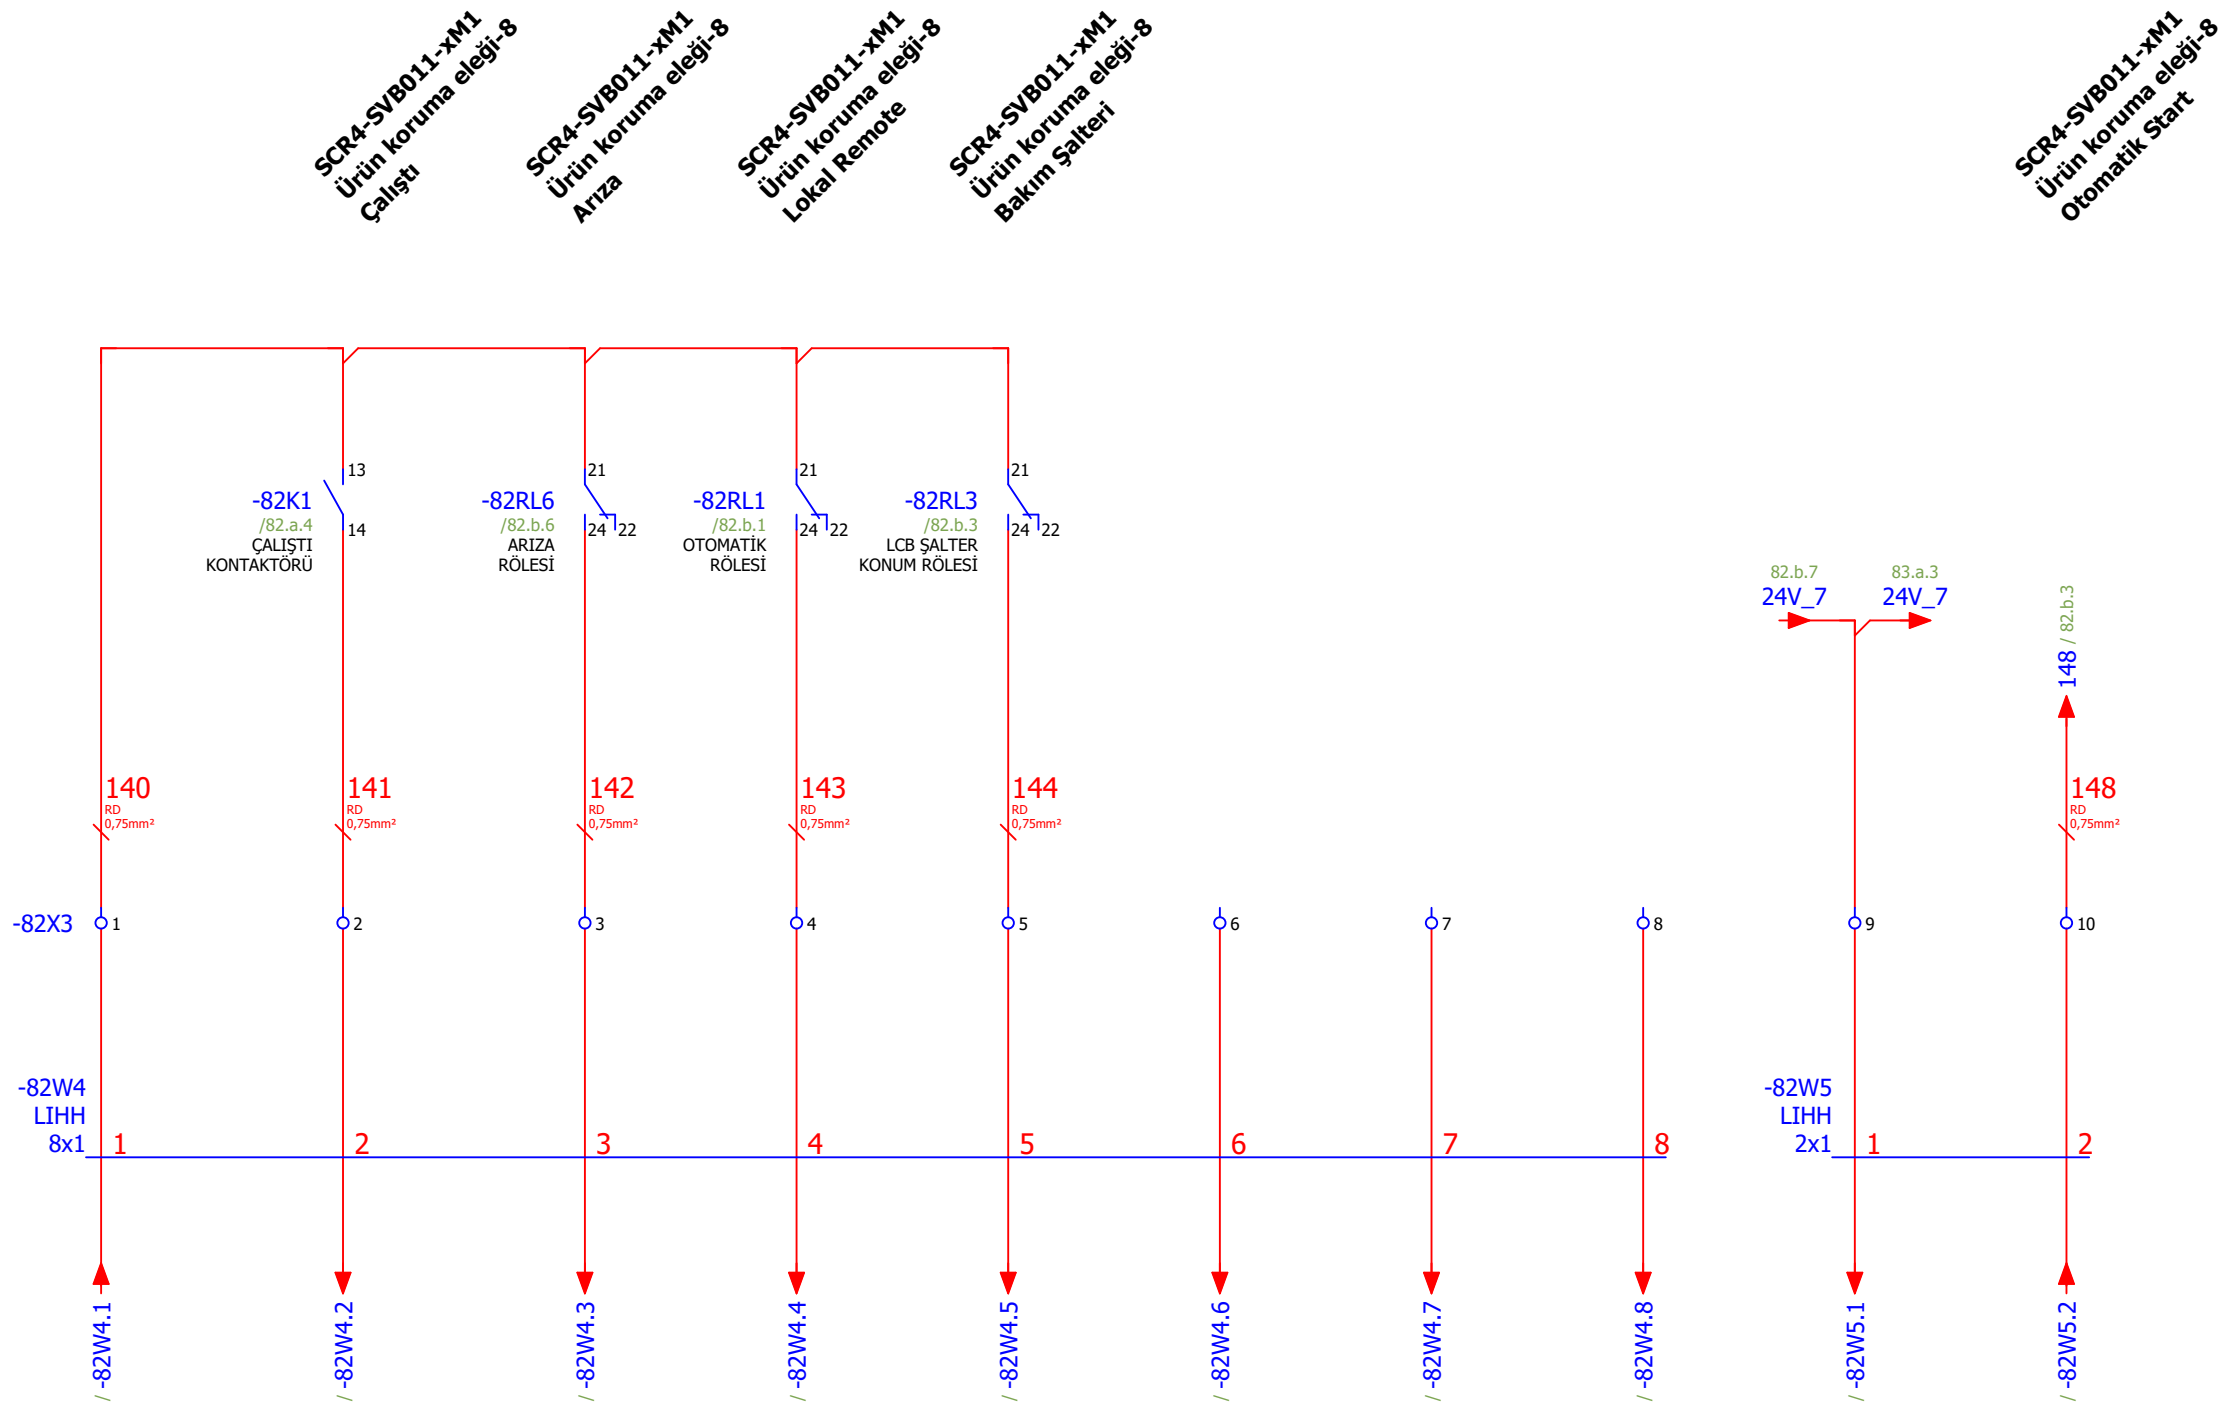 SCR4-SVB011-xM1
Ürün koruma eleği-8
Çalıştı
SCR4-SVB011-xM1
Ürün koruma eleği-8
Arıza
SCR4-SVB011-xM1
Ürün koruma eleği-8
Lokal Remote
SCR4-SVB011-xM1
Ürün koruma eleği-8
Bakım Şalteri
SCR4-SVB011-xM1
Ürün koruma eleği-8
Otomatik Start
13
-82K1
/82.a.4
14
ÇALIŞTI
KONTAKTÖRÜ
21
-82RL6
/82.b.6
24 22
ARIZA
RÖLESİ
21
-82RL1
/82.b.1
24 22
OTOMATİK
RÖLESİ
21
-82RL3
/82.b.3
24 22
LCB ŞALTER
KONUM RÖLESİ
82.b.7
24V_7
83.a.3
24V_7
148 / 82.b.3
140
RD
0,75mm²
141
RD
0,75mm²
142
RD
0,75mm²
143
RD
0,75mm²
144
RD
0,75mm²
148
RD
0,75mm²
-82X3 1 2 3 4 5 6 7 8 9 10
-82W4
LIHH
8x1 1 2 3 4 5 6 7 8
-82W5
LIHH
2x1 1 2
/ -82W4.1
/ -82W4.2
/ -82W4.3
/ -82W4.4
/ -82W4.5
/ -82W4.6
/ -82W4.7
/ -82W4.8
/ -82W5.1
/ -82W5.2